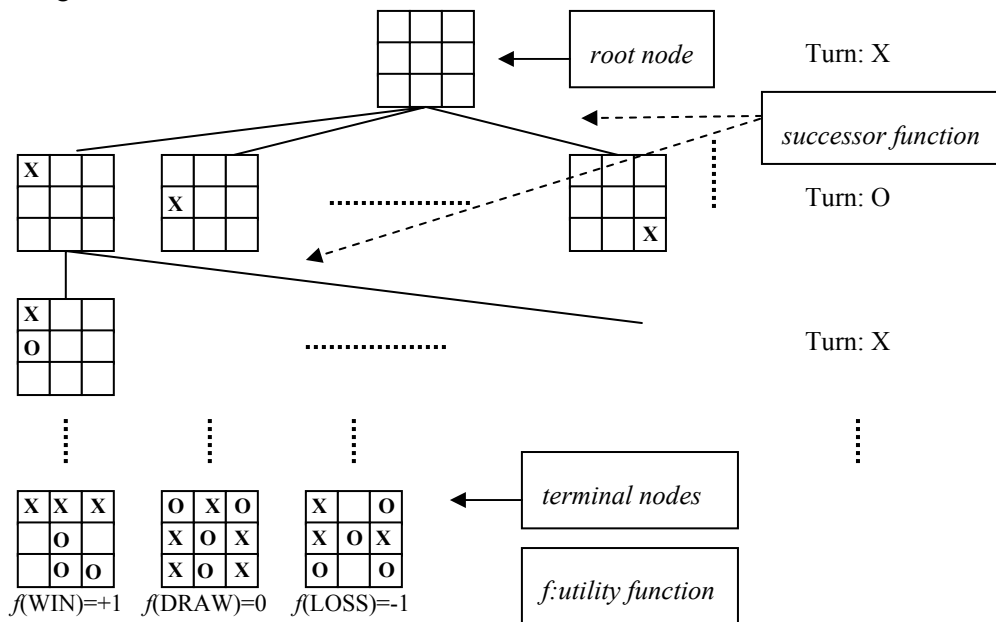 root node
Turn: X
successor function
X
X
X
Turn: O
X
O
Turn: X
terminal nodes
X X X
O
O O
O X O
X O X
X O X
X O
X O X
O O
f:utility function
f(WIN)=+1 f(DRAW)=0 f(LOSS)=-1